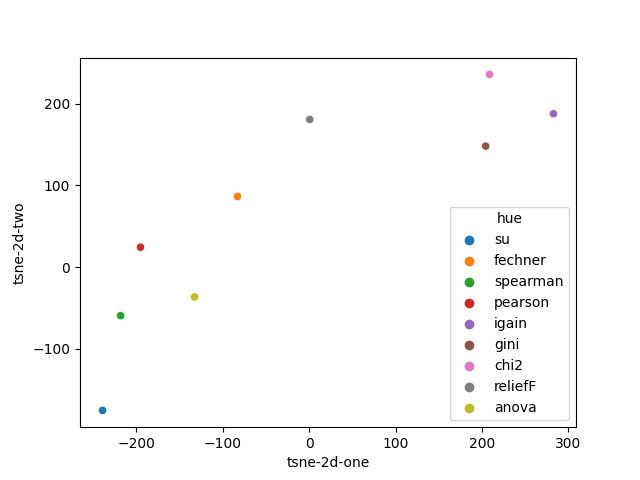 200
100
0
−100
tsne-2d-two
−200
−100
0
100
200
300
tsne-2d-one
hue
su
fechner
spearman
pearson
igain
gini
chi2
reliefF
anova